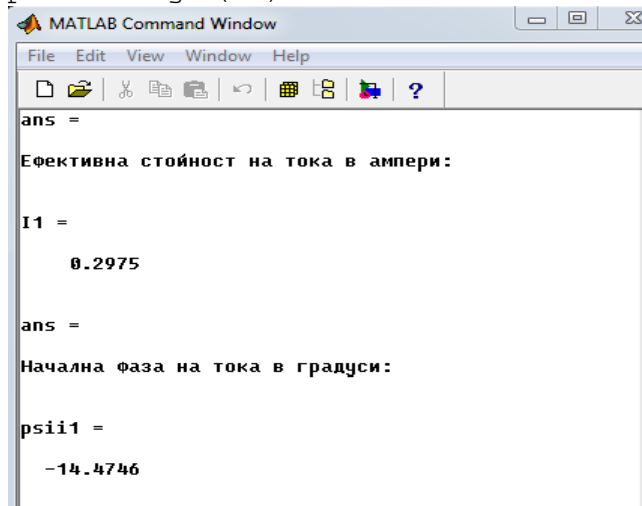 MATLAB Command Window
File Edit View Window Help
?
ans =
Ефективна стойност на тока в ампери:
I1 =
0.2975
ans =
Начална фаза на тока в градуси:
psii1 =
-14.4746